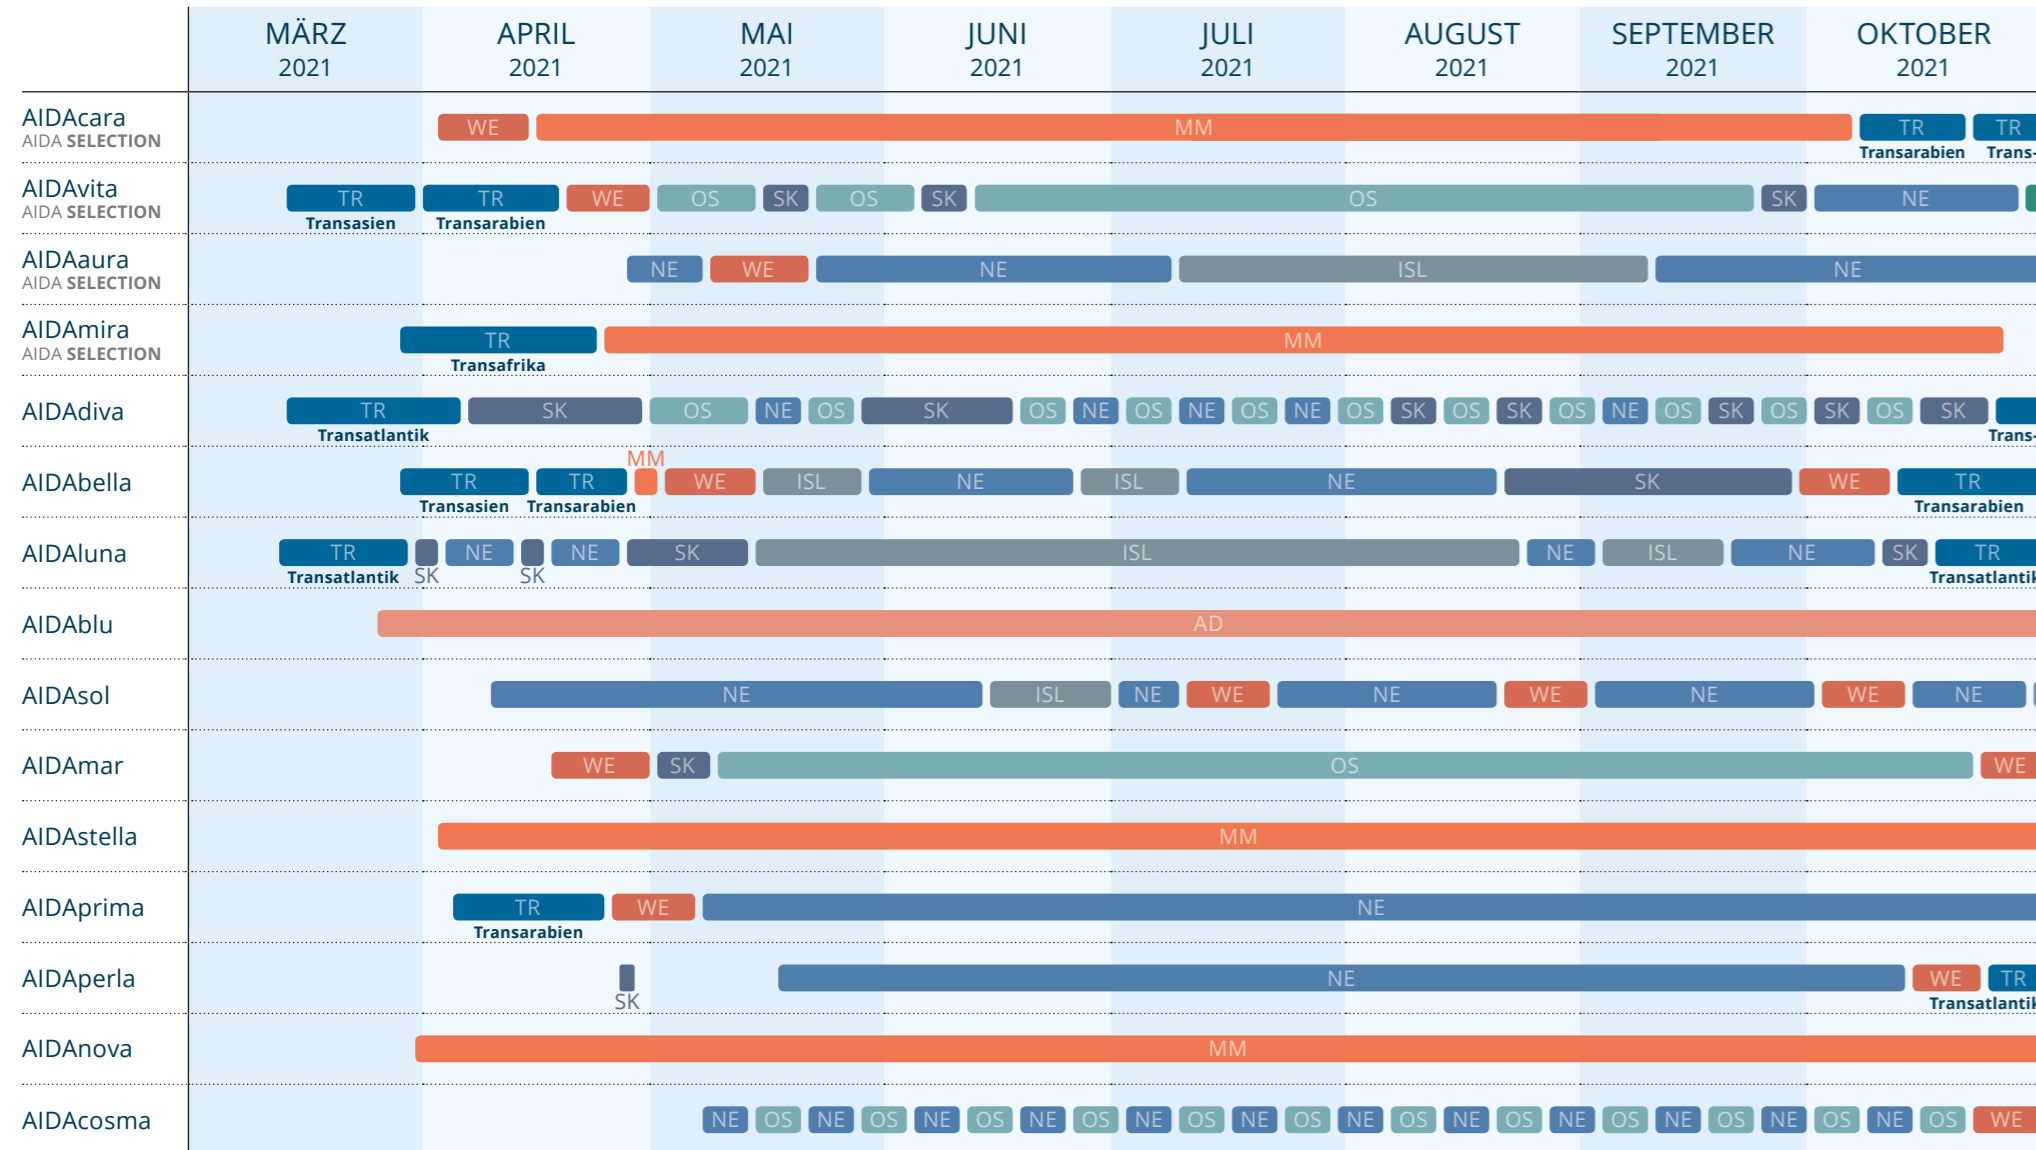 MÄRZ APRIL MAI JUNI JULI AUGUST SEPTEMBER OKTOBER
2021 2021 2021 2021 2021 2021 2021 2021
AIDAcara WE MM TR TR
AIDA SELECTION Transarabien Trans-
AIDAvita TR TR WE OS SK OS SK OS SK NE
AIDA SELECTION Transasien Transarabien
AIDAaura NE WE NE ISL NE
AIDA SELECTION
AIDAmira TR MM
AIDA SELECTION Transafrika
AIDAdiva TR SK OS NE OS SK OS NE OS NE OS NE OS SK OS SK OS NE OS SK OS SK OS SK
Transatlantik Trans-
MM
AIDAbella TR TR WE ISL NE ISL NE SK WE TR
Transasien Transarabien Transarabien
AIDAluna TR NE NE SK ISL NE ISL NE SK TR
Transatlantik SK SK Transatlantik
AIDAblu AD
AIDAsol NE ISL NE WE NE WE NE WE NE
AIDAmar WE SK OS WE
AIDAstella MM
AIDAprima TR WE NE
Transarabien
AIDAperla NE WE TR
SK Transatlantik
AIDAnova MM
AIDAcosma NE OS NE OS NE OS NE OS NE OS NE OS NE OS NE OS NE OS NE OS NE OS NE OS WE